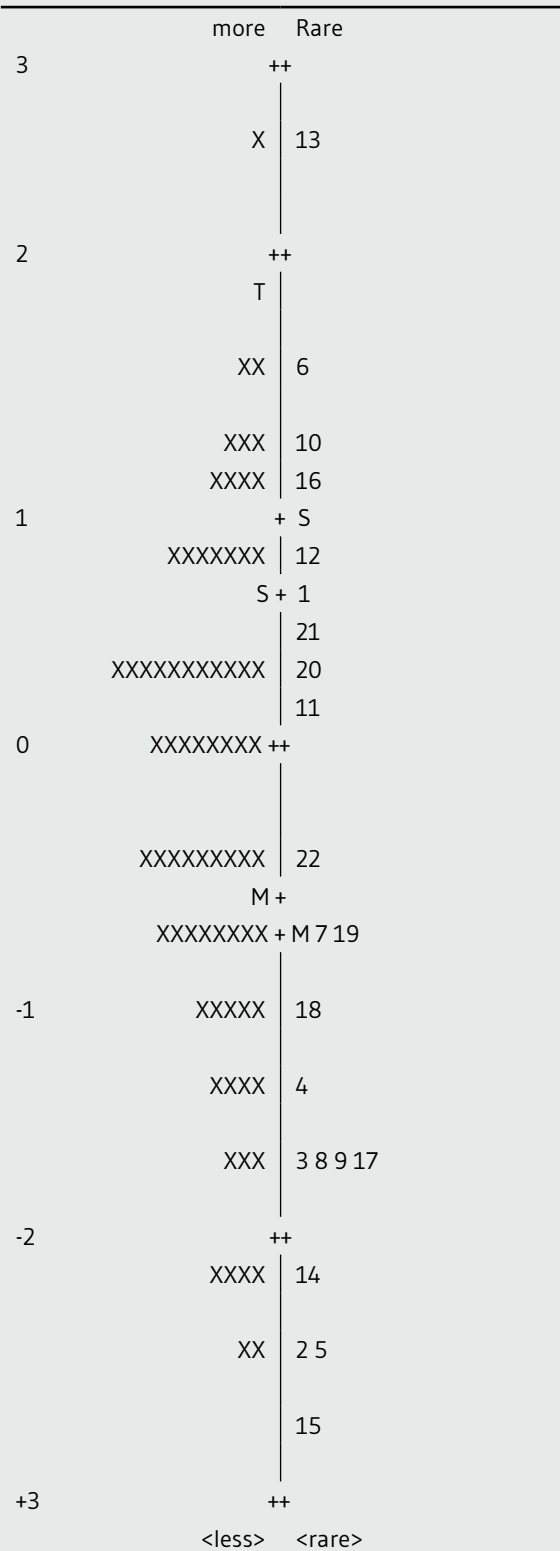 more Rare
3 ++
X | 13
2 ++
T |
XX | 6
XXX | 10
XXXX | 16
1 + S
XXXXXXX | 12
S + 1
| 21
XXXXXXXXXXX | 20
| 11
0 XXXXXXXX ++
XXXXXXXXX | 22
M +
XXXXXXXX + M 7 19
-1 XXXXX | 18
XXXX | 4
XXX | 3 8 9 17
-2 ++
XXXX | 14
XX | 2 5
| 15
+3 ++
<less> <rare>